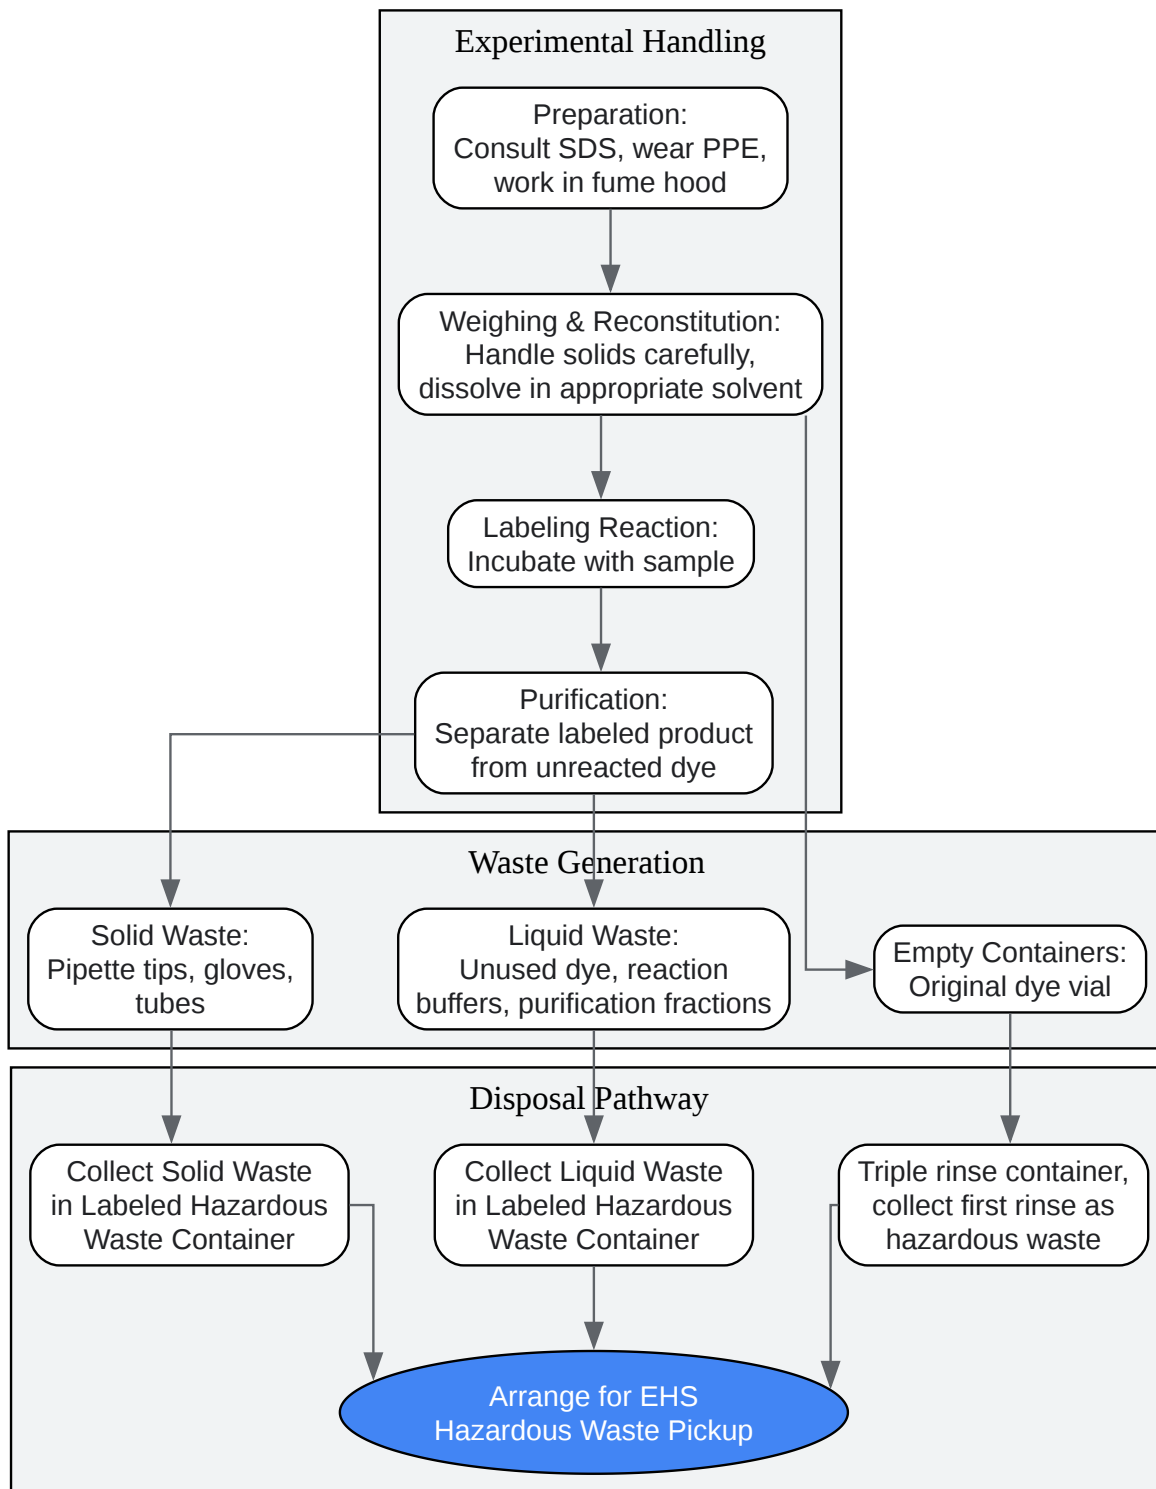 Experimental Handling
Preparation:
Consult SDS, wear PPE,
work in fume hood
Weighing & Reconstitution:
Handle solids carefully,
dissolve in appropriate solvent
Labeling Reaction:
Incubate with sample
Purification:
Separate labeled product
from unreacted dye
Waste Generation
Solid Waste:
Pipette tips, gloves,
tubes
Liquid Waste:
Unused dye, reaction
buffers, purification fractions
Empty Containers:
Original dye vial
Disposal Pathway
Collect Solid Waste
in Labeled Hazardous
Waste Container
Collect Liquid Waste
in Labeled Hazardous
Waste Container
Triple rinse container,
collect first rinse as
hazardous waste
Arrange for EHS
Hazardous Waste Pickup